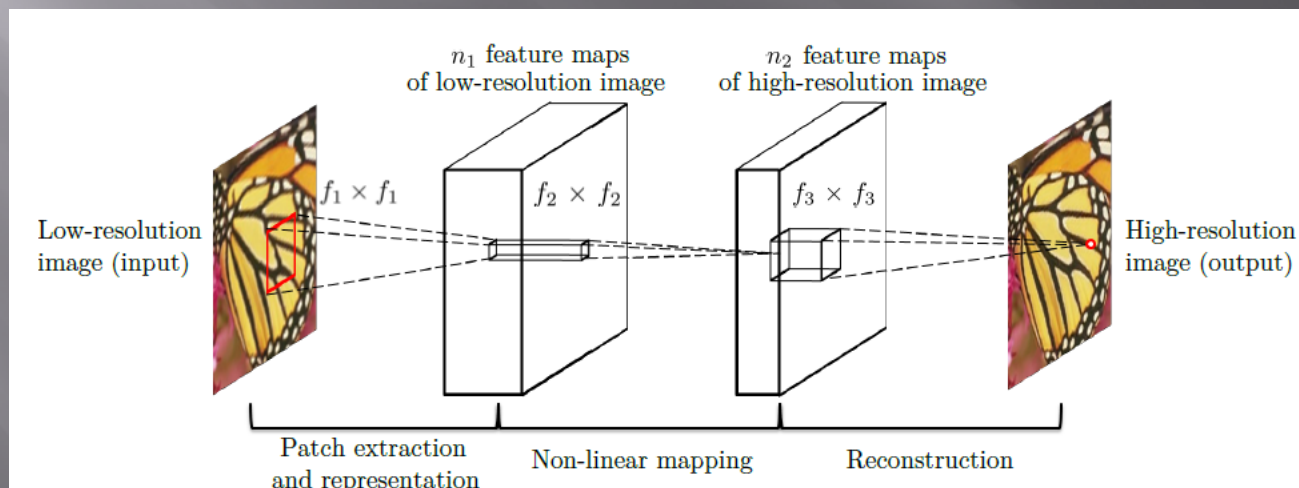 n₁ feature maps
of low-resolution image
n₂ feature maps
of high-resolution image
f₁ × f₁
f₂ × f₂
f₃ × f₃
Low-resolution
image (input)
High-resolution
image (output)
Patch extraction
and representation
Non-linear mapping
Reconstruction